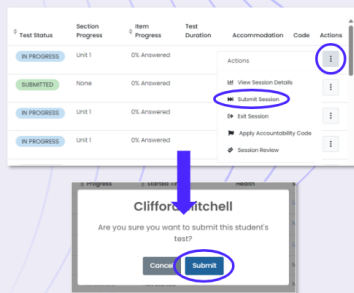 Test Status Section Progress Item Progress Test Duration Accommodation Code Actions
IN PROGRESS Unit 1 0% Answered
Actions
SUBMITTED None 0% Answered
View Session Details
Submit Session
IN PROGRESS Unit 1 0% Answered
Exit Session
Apply Accountability Code
IN PROGRESS Unit 1 0% Answered
Session Review
Progress Started Health
Clifford Mitchell
Are you sure you want to submit this student's
test?
Cancel Submit